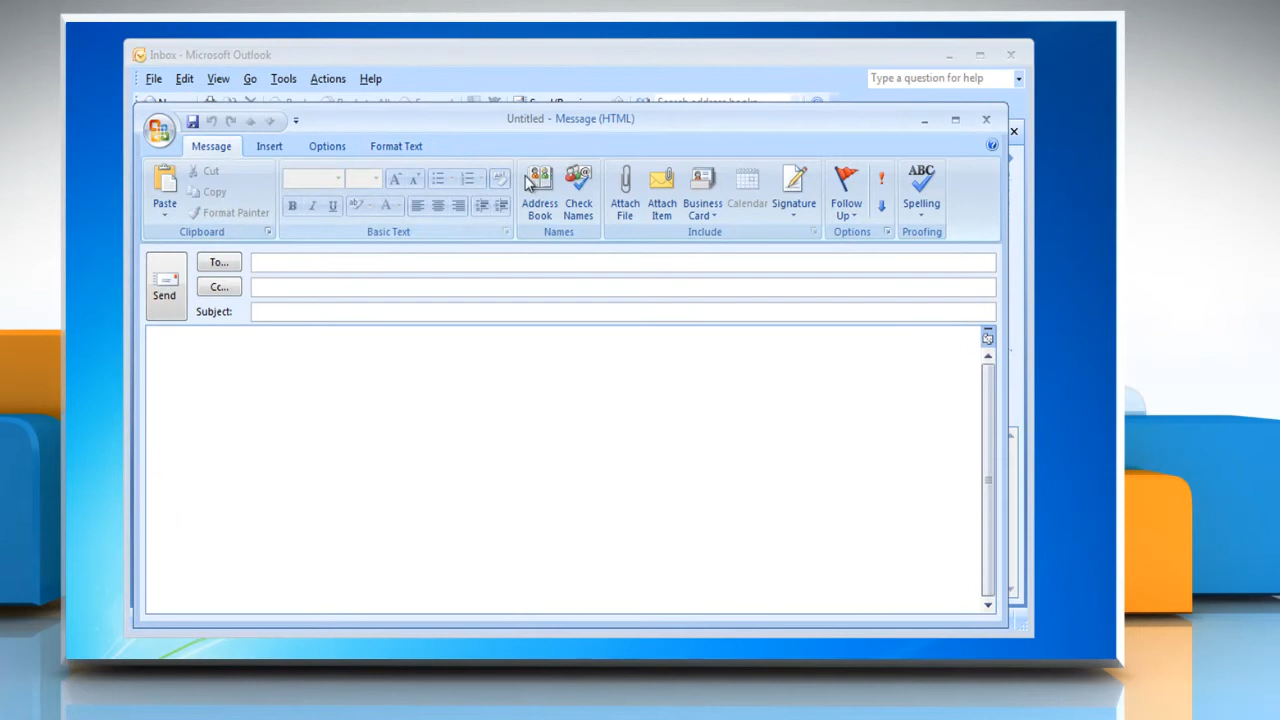 Inbox - Microsoft Outlook
File Edit View Go Tools Actions Help
Type a question for help
Untitled - Message (HTML)
Message Insert Options Format Text
Paste
Cut
Copy
Format Painter
Clipboard
B I U
Basic Text
Address Book
Check Names
Names
Attach File
Attach Item
Business Card
Calendar
Signature
Include
Follow Up
Options
ABC
Spelling
Proofing
Send
To...
Cc...
Subject: